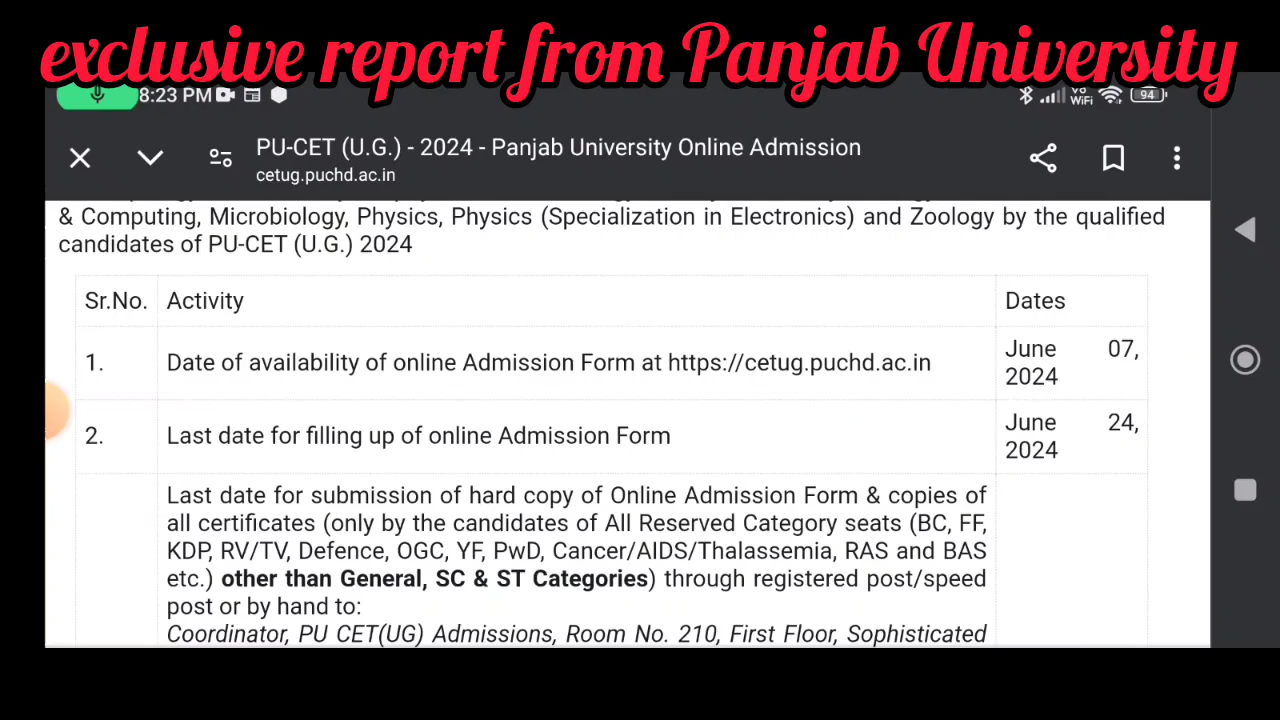 exclusive report from Panjab University
8:23 PM
Vo WiFi
94
PU-CET (U.G.) - 2024 - Panjab University Online Admission
cetug.puchd.ac.in
& Computing, Microbiology, Physics, Physics (Specialization in Electronics) and Zoology by the qualified
candidates of PU-CET (U.G.) 2024
Sr.No. Activity Dates
1. Date of availability of online Admission Form at https://cetug.puchd.ac.in June 07,
2024
2. Last date for filling up of online Admission Form June 24,
2024
Last date for submission of hard copy of Online Admission Form & copies of
all certificates (only by the candidates of All Reserved Category seats (BC, FF,
KDP, RV/TV, Defence, OGC, YF, PwD, Cancer/AIDS/Thalassemia, RAS and BAS
etc.) other than General, SC & ST Categories) through registered post/speed
post or by hand to:
Coordinator, PU CET(UG) Admissions, Room No. 210, First Floor, Sophisticated